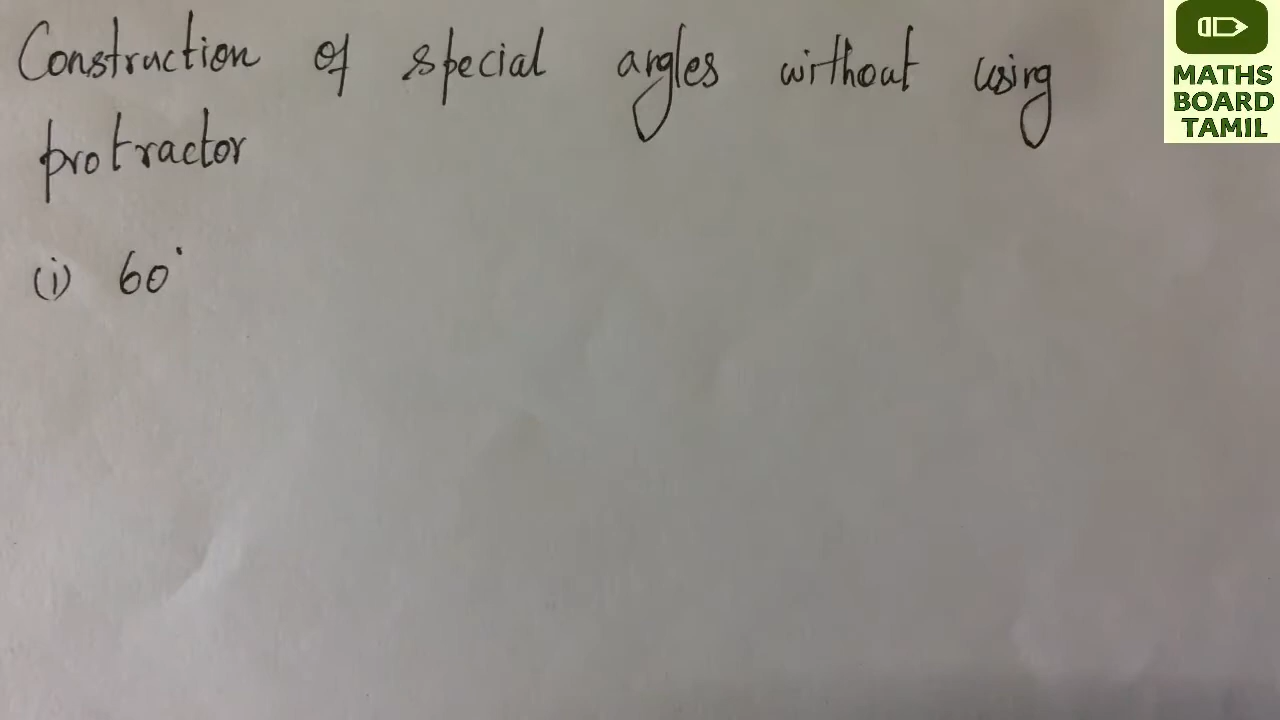 Construction of special angles without using
protractor
(i) 60°
MATHS
BOARD
TAMIL